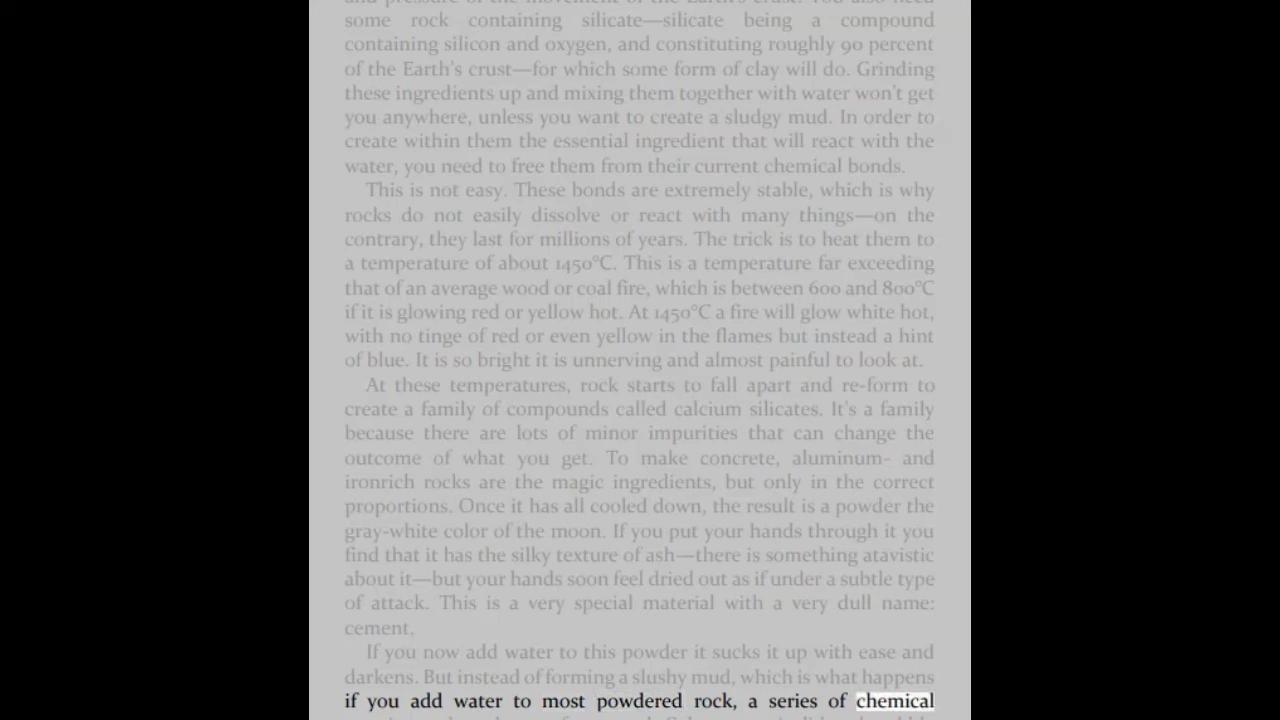 and pressure of the movement of the Earth's crust. You also need
some rock containing silicate—silicate being a compound
containing silicon and oxygen, and constituting roughly 90 percent
of the Earth's crust—for which some form of clay will do. Grinding
these ingredients up and mixing them together with water won't get
you anywhere, unless you want to create a sludgy mud. In order to
create within them the essential ingredient that will react with the
water, you need to free them from their current chemical bonds.
This is not easy. These bonds are extremely stable, which is why
rocks do not easily dissolve or react with many things—on the
contrary, they last for millions of years. The trick is to heat them to
a temperature of about 1450°C. This is a temperature far exceeding
that of an average wood or coal fire, which is between 600 and 800°C
if it is glowing red or yellow hot. At 1450°C a fire will glow white hot,
with no tinge of red or even yellow in the flames but instead a hint
of blue. It is so bright it is unnerving and almost painful to look at.
At these temperatures, rock starts to fall apart and re-form to
create a family of compounds called calcium silicates. It's a family
because there are lots of minor impurities that can change the
outcome of what you get. To make concrete, aluminum- and
ironrich rocks are the magic ingredients, but only in the correct
proportions. Once it has all cooled down, the result is a powder the
gray-white color of the moon. If you put your hands through it you
find that it has the silky texture of ash—there is something atavistic
about it—but your hands soon feel dried out as if under a subtle type
of attack. This is a very special material with a very dull name:
cement.
If you now add water to this powder it sucks it up with ease and
darkens. But instead of forming a slushy mud, which is what happens
if you add water to most powdered rock, a series of chemical